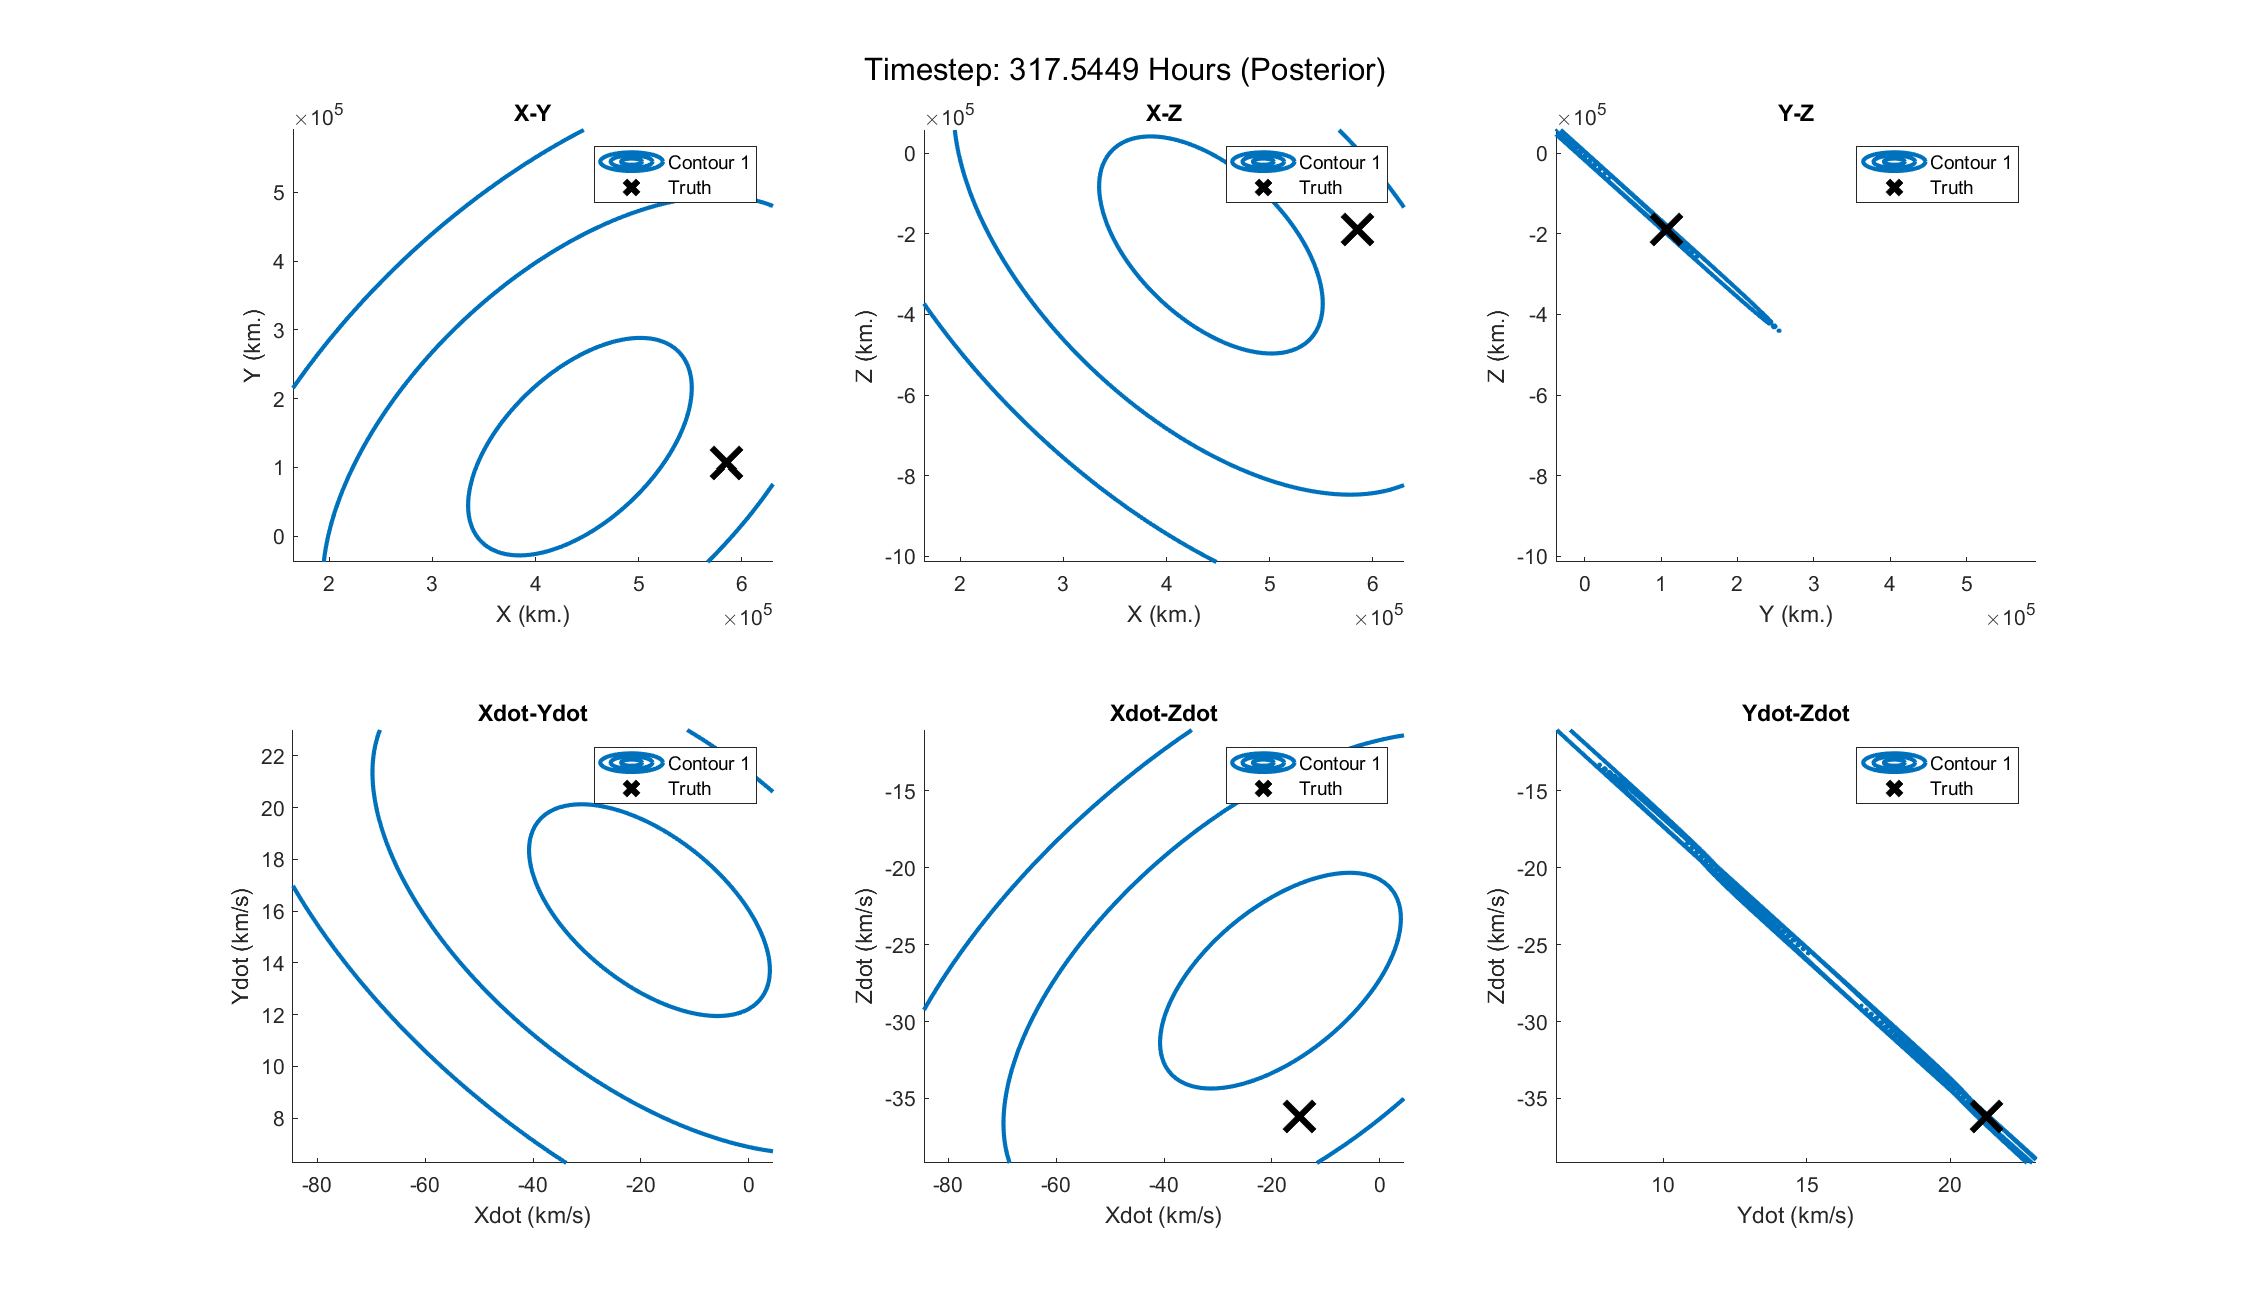 Timestep: 317.5449 Hours (Posterior)
X-Y
×10^5
Contour 1
Truth
5
4
3
2
1
0
Y (km.)
2 3 4 5 6
X (km.)
×10^5
X-Z
×10^5
Contour 1
Truth
0
-2
-4
-6
-8
-10
Z (km.)
2 3 4 5 6
X (km.)
×10^5
Y-Z
×10^5
Contour 1
Truth
0
-2
-4
-6
-8
-10
Z (km.)
0 1 2 3 4 5
Y (km.)
×10^5
Xdot-Ydot
Contour 1
Truth
22
20
18
16
14
12
10
8
Ydot (km/s)
-80 -60 -40 -20 0
Xdot (km/s)
Xdot-Zdot
Contour 1
Truth
-15
-20
-25
-30
-35
Zdot (km/s)
-80 -60 -40 -20 0
Xdot (km/s)
Ydot-Zdot
Contour 1
Truth
-15
-20
-25
-30
-35
Zdot (km/s)
10 15 20
Ydot (km/s)